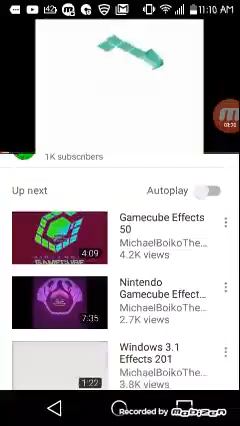 11:10 AM
1K subscribers
Up next
Autoplay
Gamecube Effects
50
MichaelBoikoThe...
4.2K views
4:09
GAMECUBE
Nintendo
Gamecube Effect...
MichaelBoikoThe...
2.7K views
7:35
Windows 3.1
Effects 201
MichaelBoikoThe...
3.8K views
1:22
Recorded by Mobizen